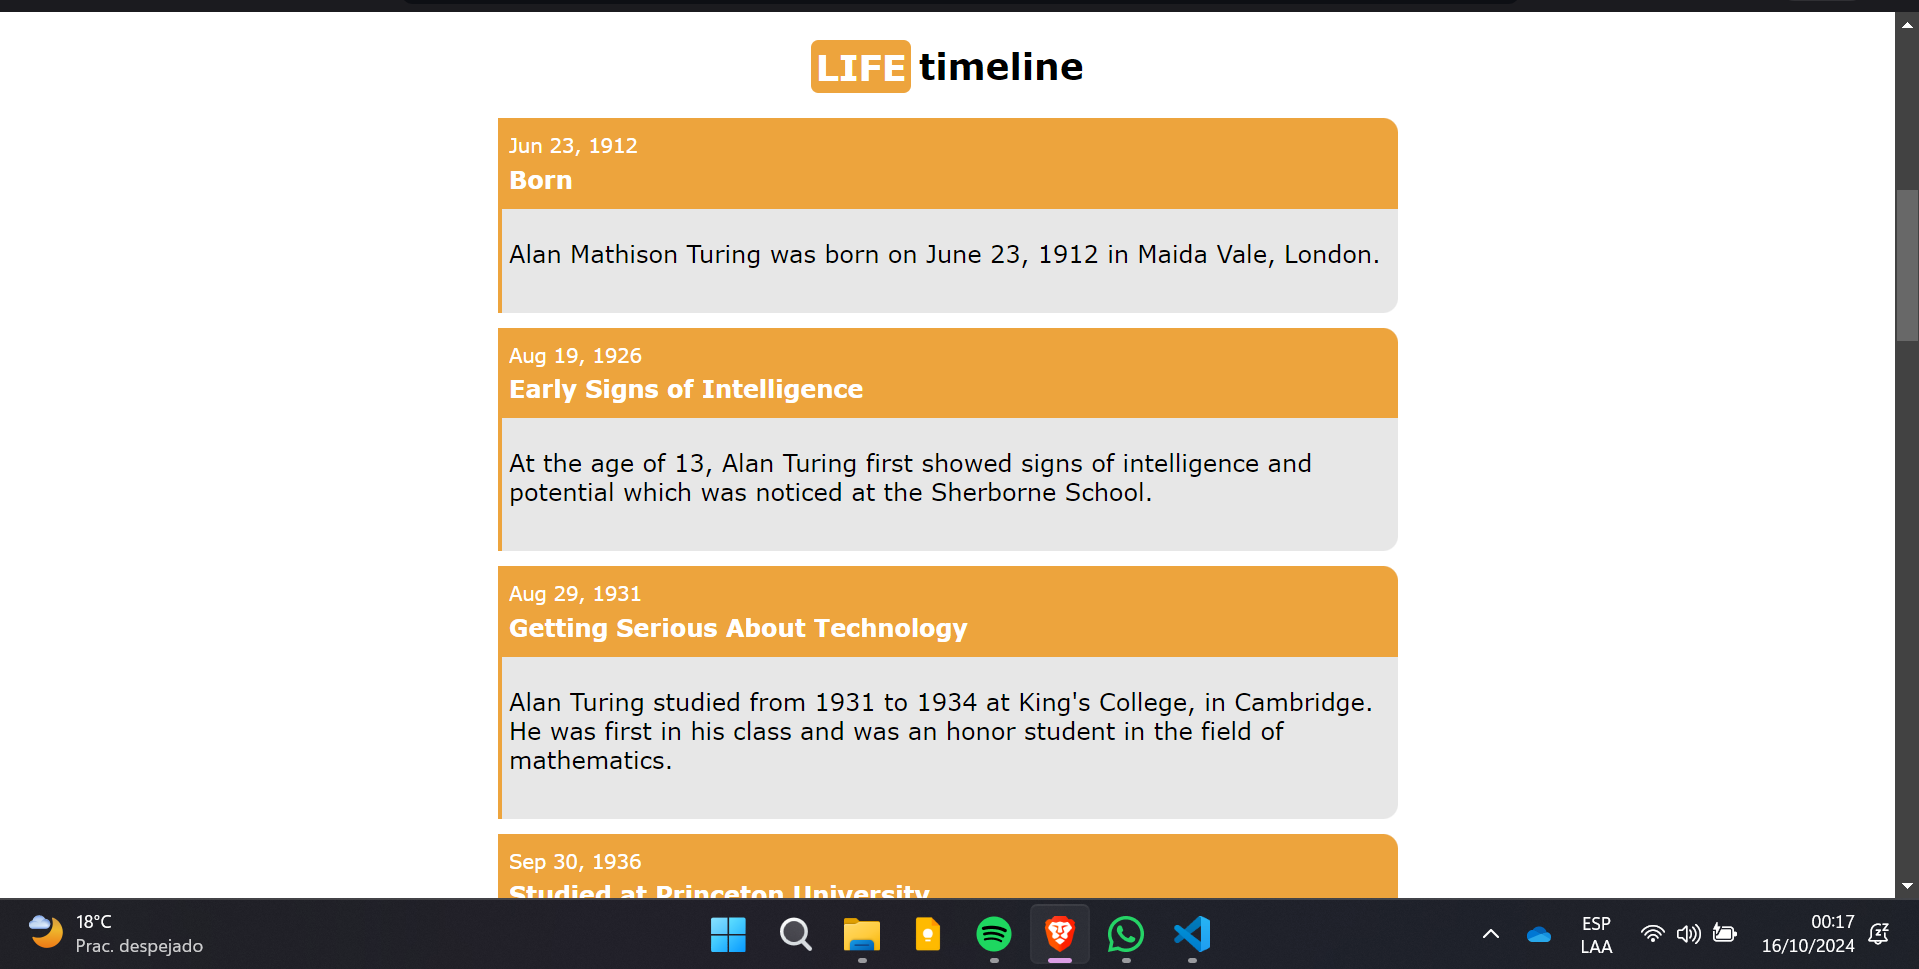 LIFE timeline
Jun 23, 1912
Born
Alan Mathison Turing was born on June 23, 1912 in Maida Vale, London.
Aug 19, 1926
Early Signs of Intelligence
At the age of 13, Alan Turing first showed signs of intelligence and
potential which was noticed at the Sherborne School.
Aug 29, 1931
Getting Serious About Technology
Alan Turing studied from 1931 to 1934 at King's College, in Cambridge.
He was first in his class and was an honor student in the field of
mathematics.
Sep 30, 1936
Studied at Princeton University
18°C
Prac. despejado
ESP
LAA
00:17
16/10/2024